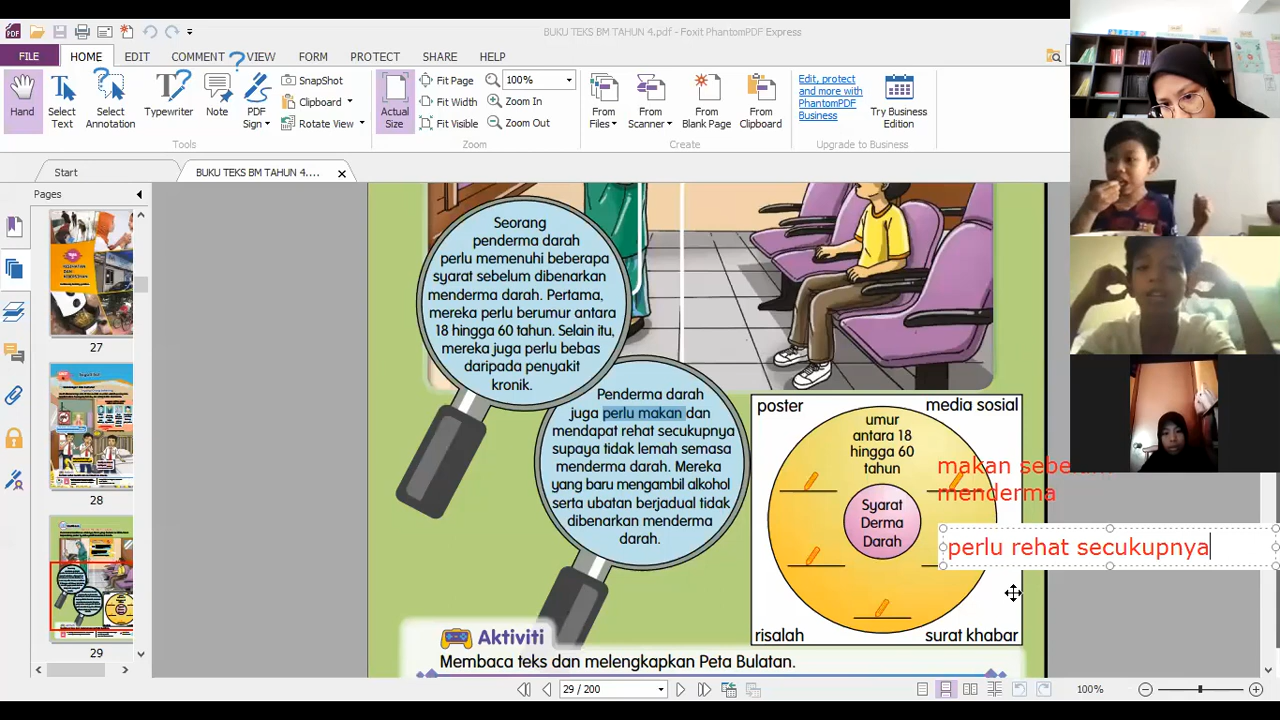 BUKU TEKS BM TAHUN 4.pdf - Foxit PhantomPDF Express
FILE
HOME
EDIT
COMMENT
VIEW
FORM
PROTECT
SHARE
HELP
Hand
Select Text
Select Annotation
Typewriter
Note
PDF Sign
SnapShot
Clipboard
Rotate View
Actual Size
Fit Page
Fit Width
Fit Visible
100%
Zoom In
Zoom Out
From Files
From Scanner
From Blank Page
From Clipboard
Edit, protect
and more with
PhantomPDF
Business
Try Business Edition
Tools
Zoom
Create
Upgrade to Business
Start
BUKU TEKS BM TAHUN 4....
Pages
27
28
29
Seorang
penderma darah
perlu memenuhi beberapa
syarat sebelum dibenarkan
menderma darah. Pertama,
mereka perlu berumur antara
18 hingga 60 tahun. Selain itu,
mereka juga perlu bebas
daripada penyakit
kronik.
Penderma darah
juga perlu makan dan
mendapat rehat secukupnya
supaya tidak lemah semasa
menderma darah. Mereka
yang baru mengambil alkohol
serta ubatan berjadual tidak
dibenarkan menderma
darah.
poster
media sosial
umur
antara 18
hingga 60
tahun
Syarat
Derma
Darah
risalah
surat khabar
makan
menderma
perlu rehat secukupnya
Aktiviti
Membaca teks dan melengkapkan Peta Bulatan.
29 / 200
100%